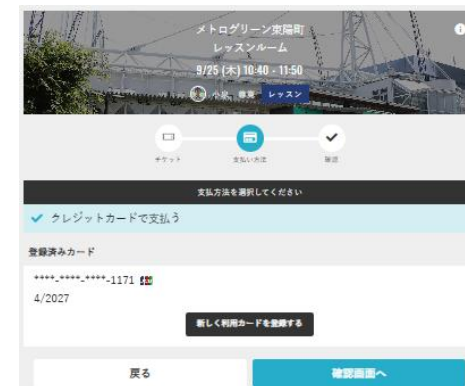 メトログリーン東陽町
レッスンルーム
9/25 (木) 10:40 - 11:50
レッスン
チケット
支払い方法
確認
支払方法を選択してください
クレジットカードで支払う
登録済みカード
****-****-****-1171
4/2027
新しく利用カードを登録する
戻る
確認画面へ